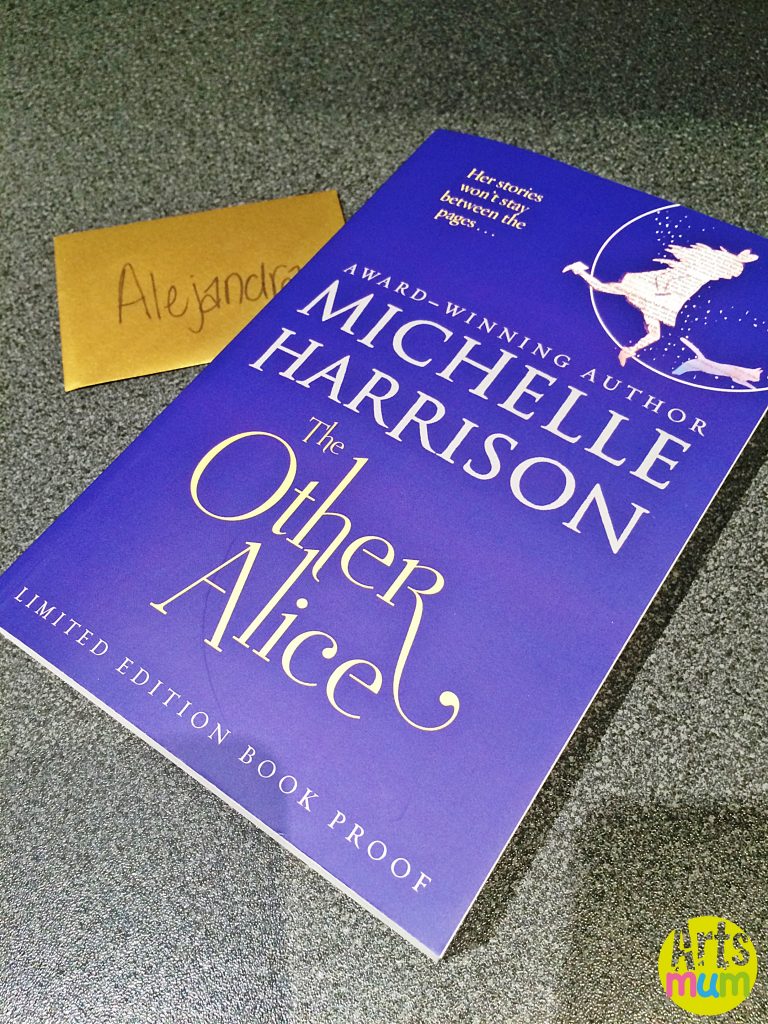 Her stories
won't stay
between the
pages...
AWARD-WINNING AUTHOR
MICHELLE
HARRISON
The
Other
Alice
LIMITED EDITION BOOK PROOF
Alejandra
Arts
mum